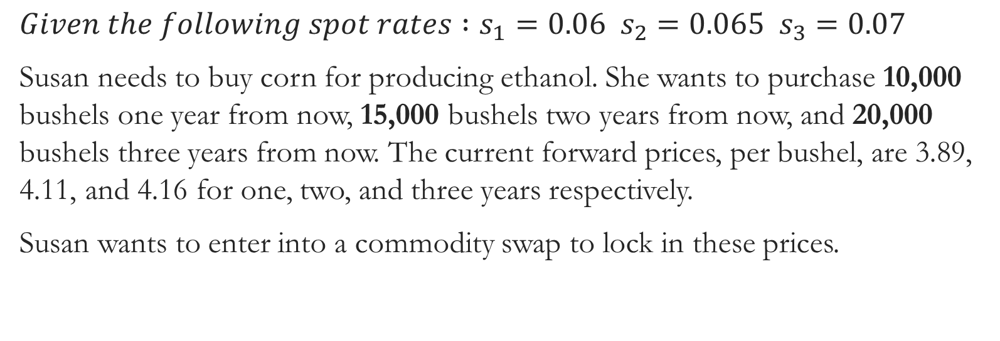 Given the following spot rates : s₁ = 0.06 s₂ = 0.065 s₃ = 0.07
Susan needs to buy corn for producing ethanol. She wants to purchase 10,000
bushels one year from now, 15,000 bushels two years from now, and 20,000
bushels three years from now. The current forward prices, per bushel, are 3.89,
4.11, and 4.16 for one, two, and three years respectively.
Susan wants to enter into a commodity swap to lock in these prices.